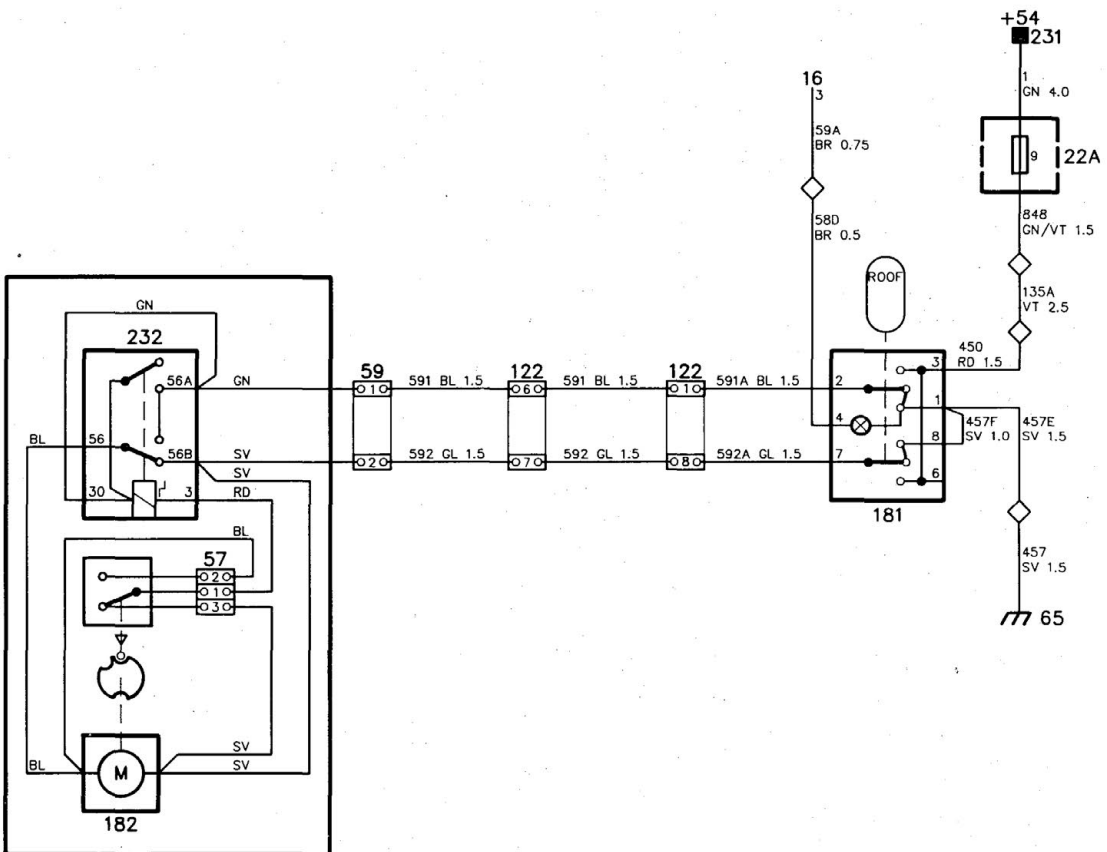 +54
231
1
GN 4.0
16
3
59A
BR 0.75
9
22A
58D
BR 0.5
848
GN/VT 1.5
ROOF
135A
VT 2.5
GN
232
450
3
RD 1.5
59
122
122
56A
GN
1
591 BL 1.5
6
591 BL 1.5
1
591A BL 1.5
2
1
4
457F
SV 1.0
457E
SV 1.5
BL
56
8
56B
SV
2
592 GL 1.5
7
592 GL 1.5
8
592A GL 1.5
7
SV
6
30
3
RD
181
BL
57
2
1
3
457
SV 1.5
65
SV
BL
M
SV
182